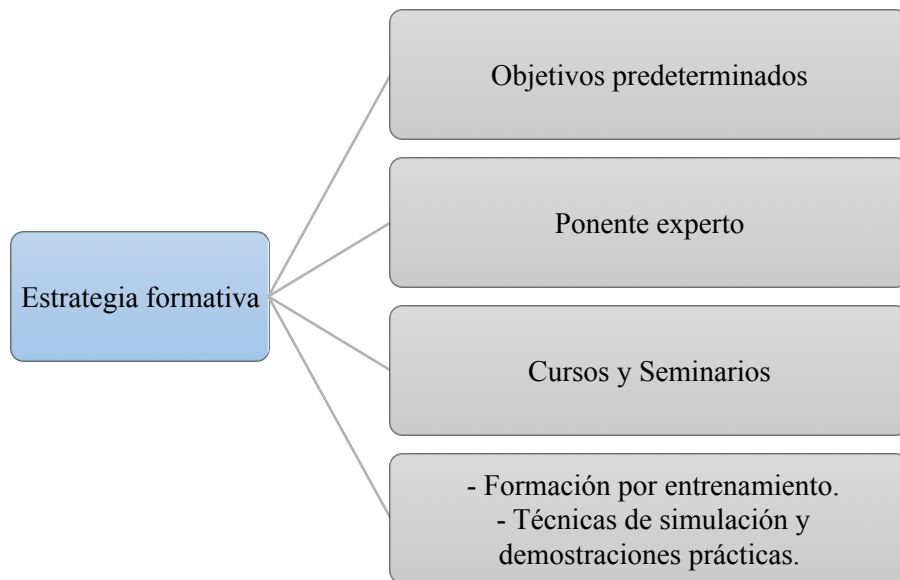 Objetivos predeterminados
Ponente experto
Estrategia formativa
Cursos y Seminarios
- Formación por entrenamiento.
- Técnicas de simulación y
demostraciones prácticas.